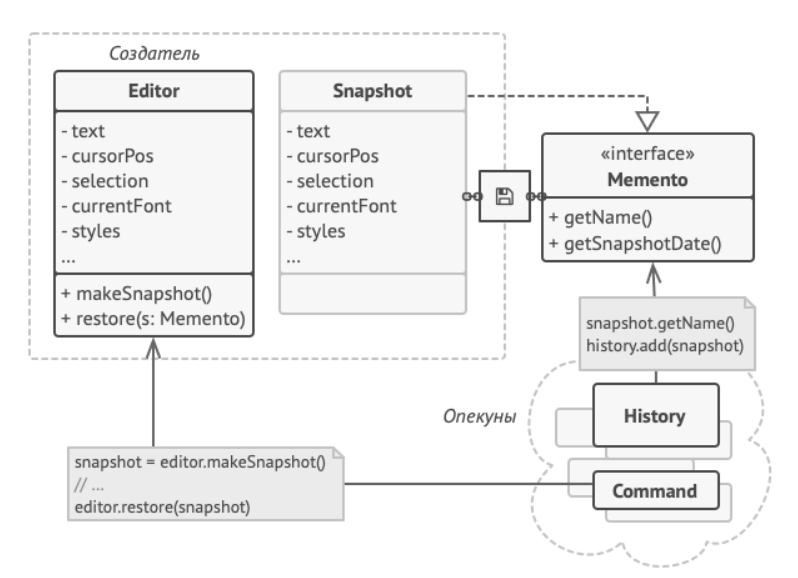 Создатель
Editor
- text
- cursorPos
- selection
- currentFont
- styles
...
+ makeSnapshot()
+ restore(s: Memento)
Snapshot
- text
- cursorPos
- selection
- currentFont
- styles
...
«interface»
Memento
+ getName()
+ getSnapshotDate()
snapshot.getName()
history.add(snapshot)
Опекуны
History
Command
snapshot = editor.makeSnapshot()
// ...
editor.restore(snapshot)